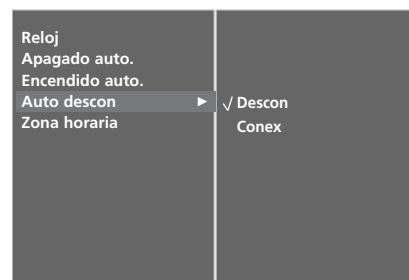 Reloj
Apagado auto.
Encendido auto.
Auto descon ►
Zona horaria
√ Descon
Conex